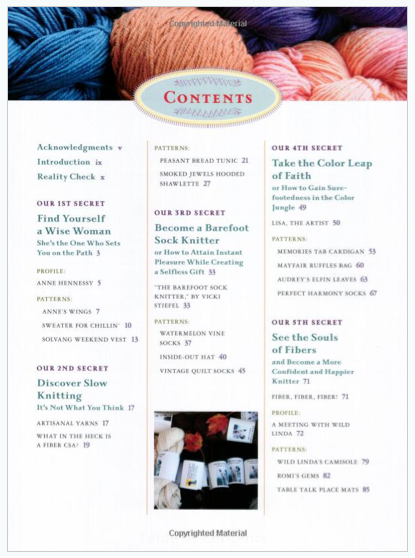 Copyrighted Material
CONTENTS
Acknowledgments v
Introduction ix
Reality Check x
OUR 1ST SECRET
Find Yourself
a Wise Woman
She's the One Who Sets
You on the Path 3
PROFILE:
ANNE HENNESSY 5
PATTERNS:
ANNE'S WINGS 7
SWEATER FOR CHILLIN' 10
SOLVANG WEEKEND VEST 13
OUR 2ND SECRET
Discover Slow
Knitting
It's Not What You Think 17
ARTISANAL YARNS 17
WHAT IN THE HECK IS
A FIBER CSA? 19
PATTERNS:
PEASANT BREAD TUNIC 21
SMOKED JEWELS HOODED
SHAWLETTE 27
OUR 3RD SECRET
Become a Barefoot
Sock Knitter
or How to Attain Instant
Pleasure While Creating
a Selfless Gift 33
"THE BAREFOOT SOCK
KNITTER," BY VICKI
STIEFEL 33
PATTERNS:
WATERMELON VINE
SOCKS 37
INSIDE-OUT HAT 40
VINTAGE QUILT SOCKS 45
OUR 4TH SECRET
Take the Color Leap
of Faith
or How to Gain Sure-
footedness in the Color
Jungle 49
LISA, THE ARTIST 50
PATTERNS:
MEMORIES TAB CARDIGAN 53
MAYFAIR RUFFLES BAG 60
AUDREY'S ELFIN LEAVES 63
PERFECT HARMONY SOCKS 67
OUR 5TH SECRET
See the Souls
of Fibers
and Become a More
Confident and Happier
Knitter 71
FIBER, FIBER, FIBER! 71
PROFILE:
A MEETING WITH WILD
LINDA 72
PATTERNS:
WILD LINDA'S CAMISOLE 79
ROMI'S GEMS 82
TABLE TALK PLACE MATS 85
Copyrighted Material